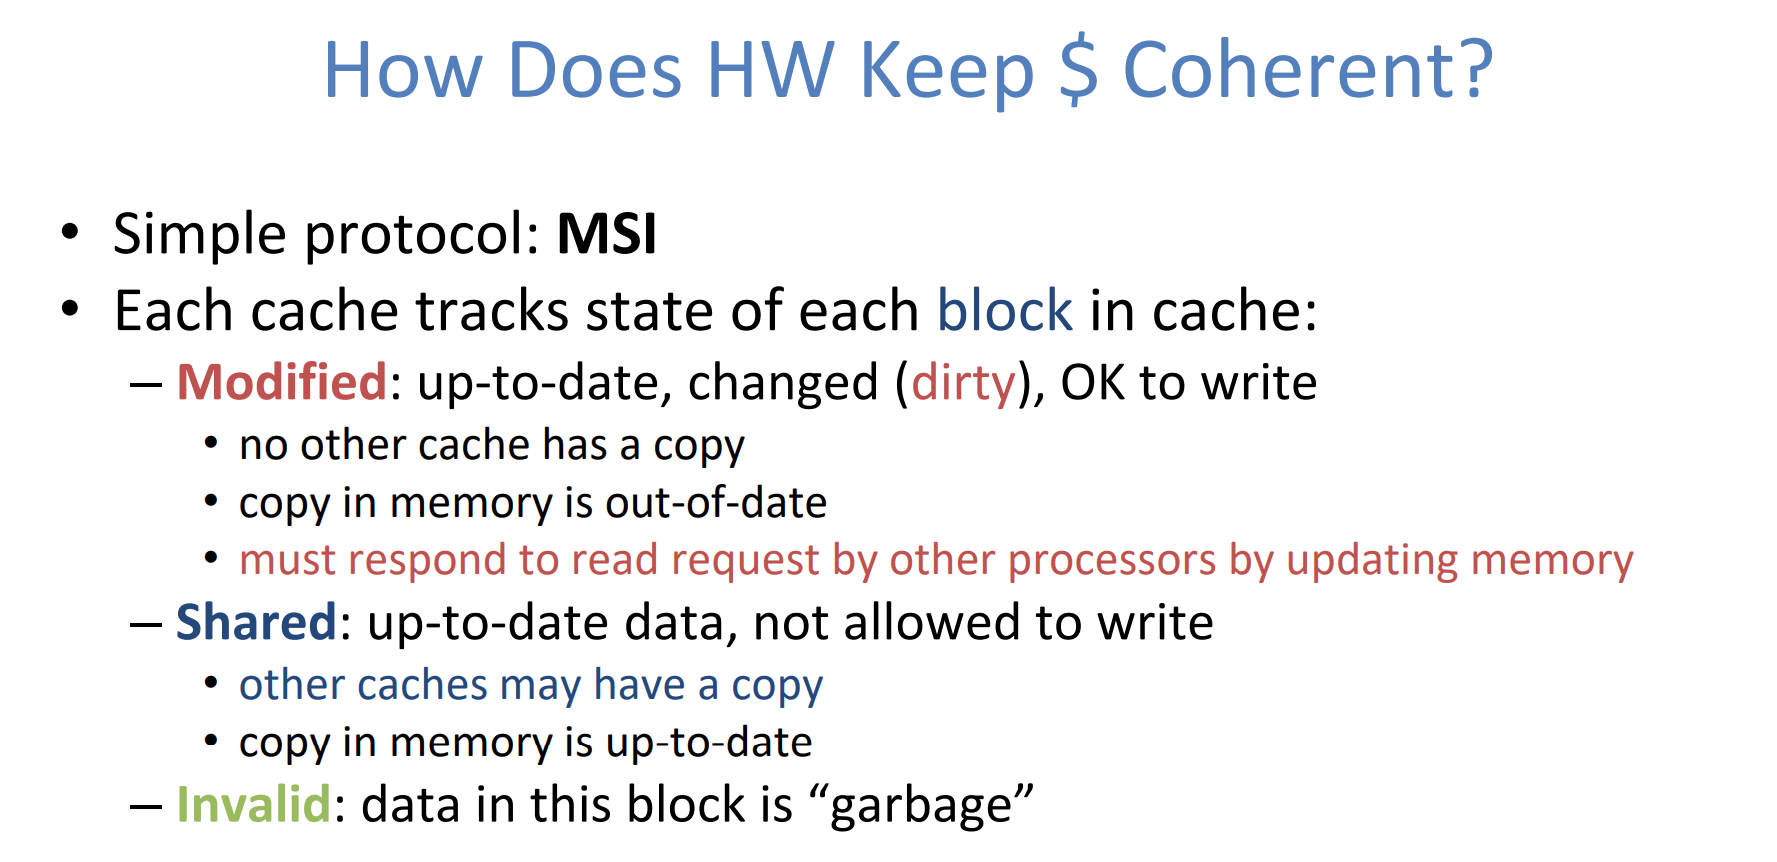 How Does HW Keep $ Coherent?
• Simple protocol: MSI
• Each cache tracks state of each block in cache:
– Modified: up-to-date, changed (dirty), OK to write
• no other cache has a copy
• copy in memory is out-of-date
• must respond to read request by other processors by updating memory
– Shared: up-to-date data, not allowed to write
• other caches may have a copy
• copy in memory is up-to-date
– Invalid: data in this block is “garbage”